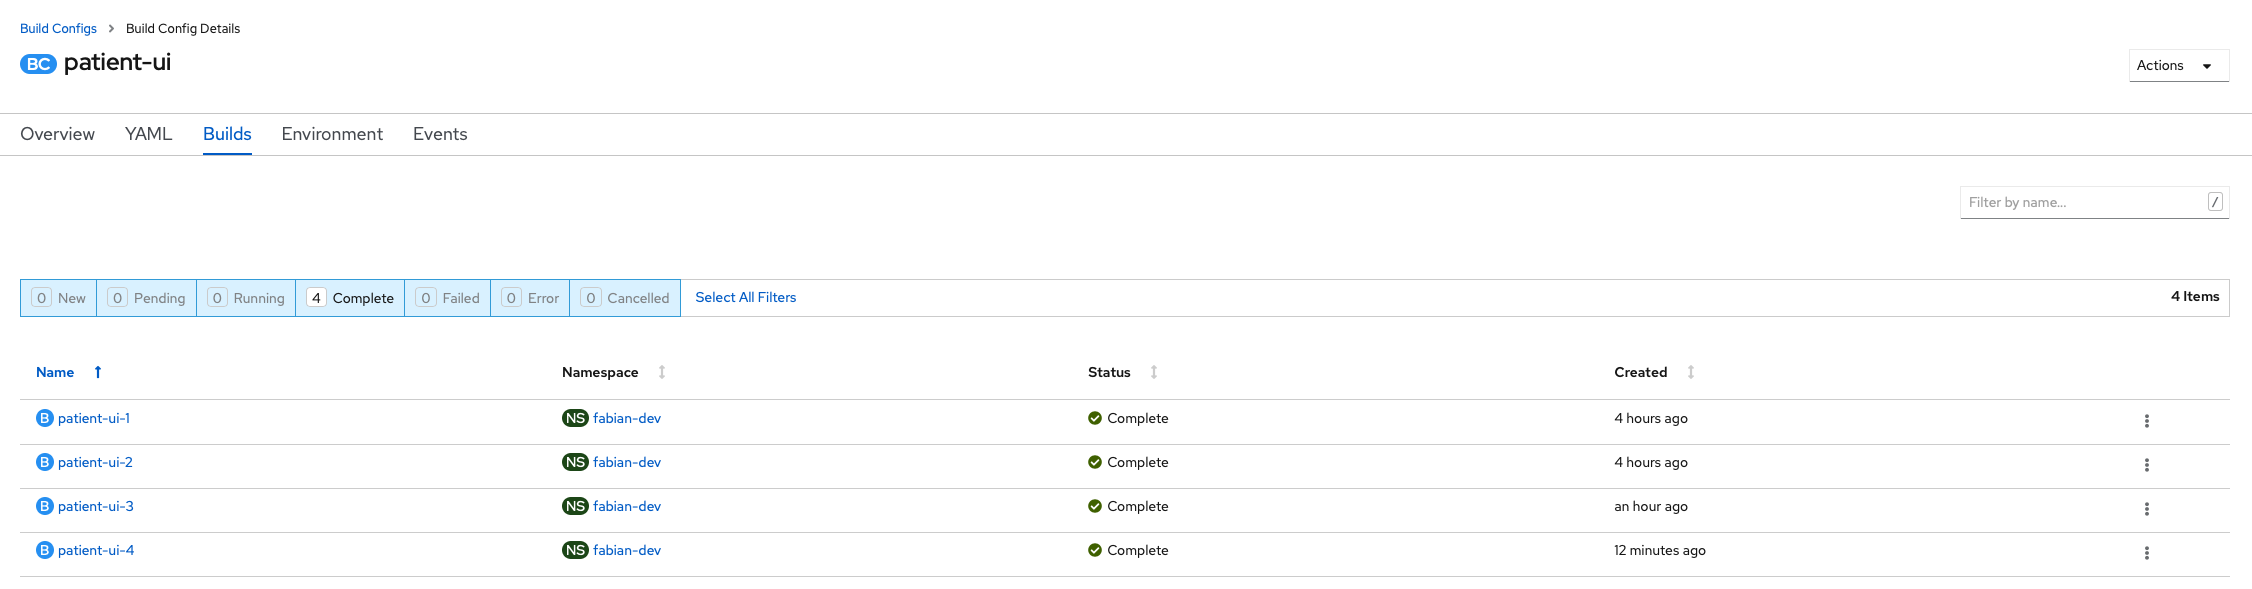 Build Configs > Build Config Details
BC patient-ui
Actions
Overview YAML Builds Environment Events
Filter by name... /
0 New 0 Pending 0 Running 4 Complete 0 Failed 0 Error 0 Cancelled Select All Filters 4 Items
Name Namespace Status Created
B patient-ui-1 NS fabian-dev Complete 4 hours ago
B patient-ui-2 NS fabian-dev Complete 4 hours ago
B patient-ui-3 NS fabian-dev Complete an hour ago
B patient-ui-4 NS fabian-dev Complete 12 minutes ago